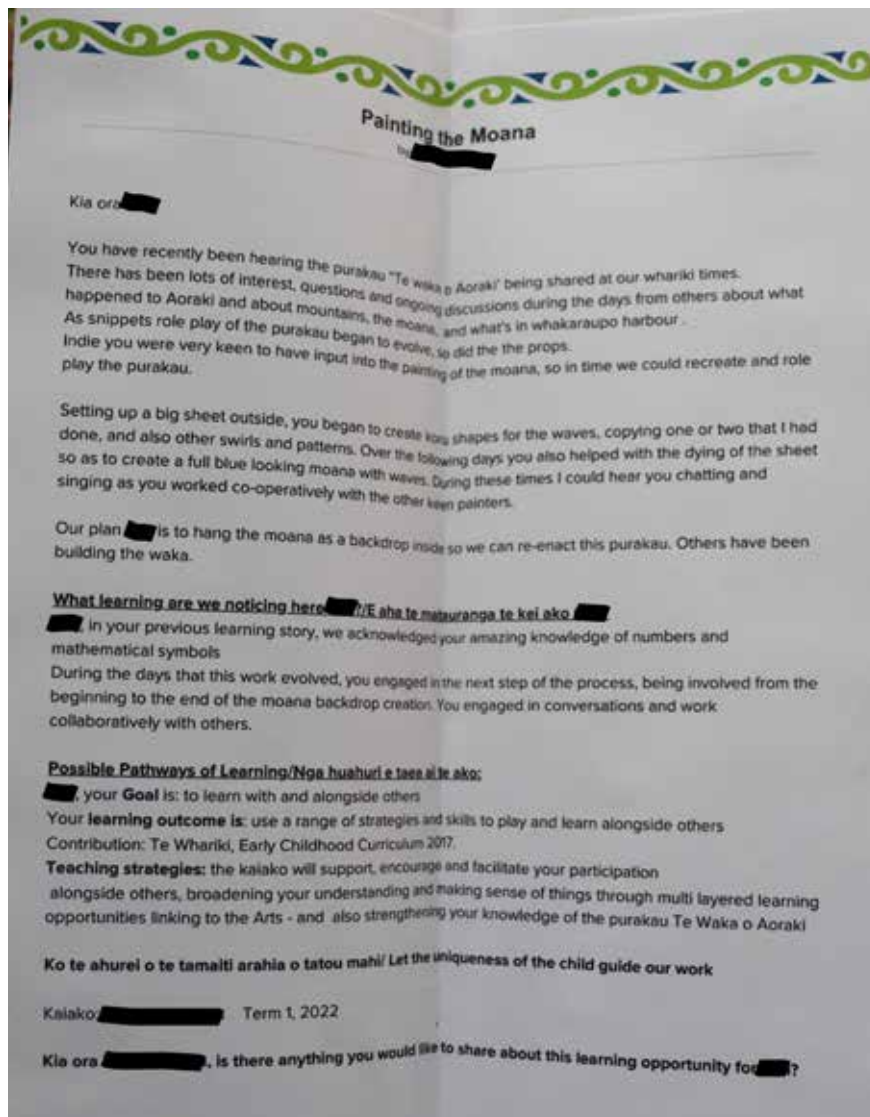 Painting the Moana
by
Kia ora
You have recently been hearing the purakau "Te waka o Aoraki' being shared at our whariki times.
There has been lots of interest, questions and ongoing discussions during the days from others about what
happened to Aoraki and about mountains, the moana, and what's in whakaraupo harbour .
As snippets role play of the purakau began to evolve, so did the the props.
Indie you were very keen to have input into the painting of the moana, so in time we could recreate and role
play the purakau.
Setting up a big sheet outside, you began to create koru shapes for the waves, copying one or two that I had
done, and also other swirls and patterns. Over the following days you also helped with the dying of the sheet
so as to create a full blue looking moana with waves. During these times I could hear you chatting and
singing as you worked co-operatively with the other keen painters.
Our plan is to hang the moana as a backdrop inside so we can re-enact this purakau. Others have been
building the waka.
What learning are we noticing here ?/E aha te matauranga te kei ako
, in your previous learning story, we acknowledged your amazing knowledge of numbers and
mathematical symbols
During the days that this work evolved, you engaged in the next step of the process, being involved from the
beginning to the end of the moana backdrop creation. You engaged in conversations and work
collaboratively with others.
Possible Pathways of Learning/Nga huahuri e taea ai te ako:
, your Goal is: to learn with and alongside others
Your learning outcome is: use a range of strategies and skills to play and learn alongside others
Contribution: Te Whariki, Early Childhood Curriculum 2017.
Teaching strategies: the kaiako will support, encourage and facilitate your participation
alongside others, broadening your understanding and making sense of things through multi layered learning
opportunities linking to the Arts - and also strengthening your knowledge of the purakau Te Waka o Aoraki
Ko te ahurei o te tamaiti arahia o tatou mahi/ Let the uniqueness of the child guide our work
Kaiako: Term 1, 2022
Kia ora , is there anything you would like to share about this learning opportunity for ?